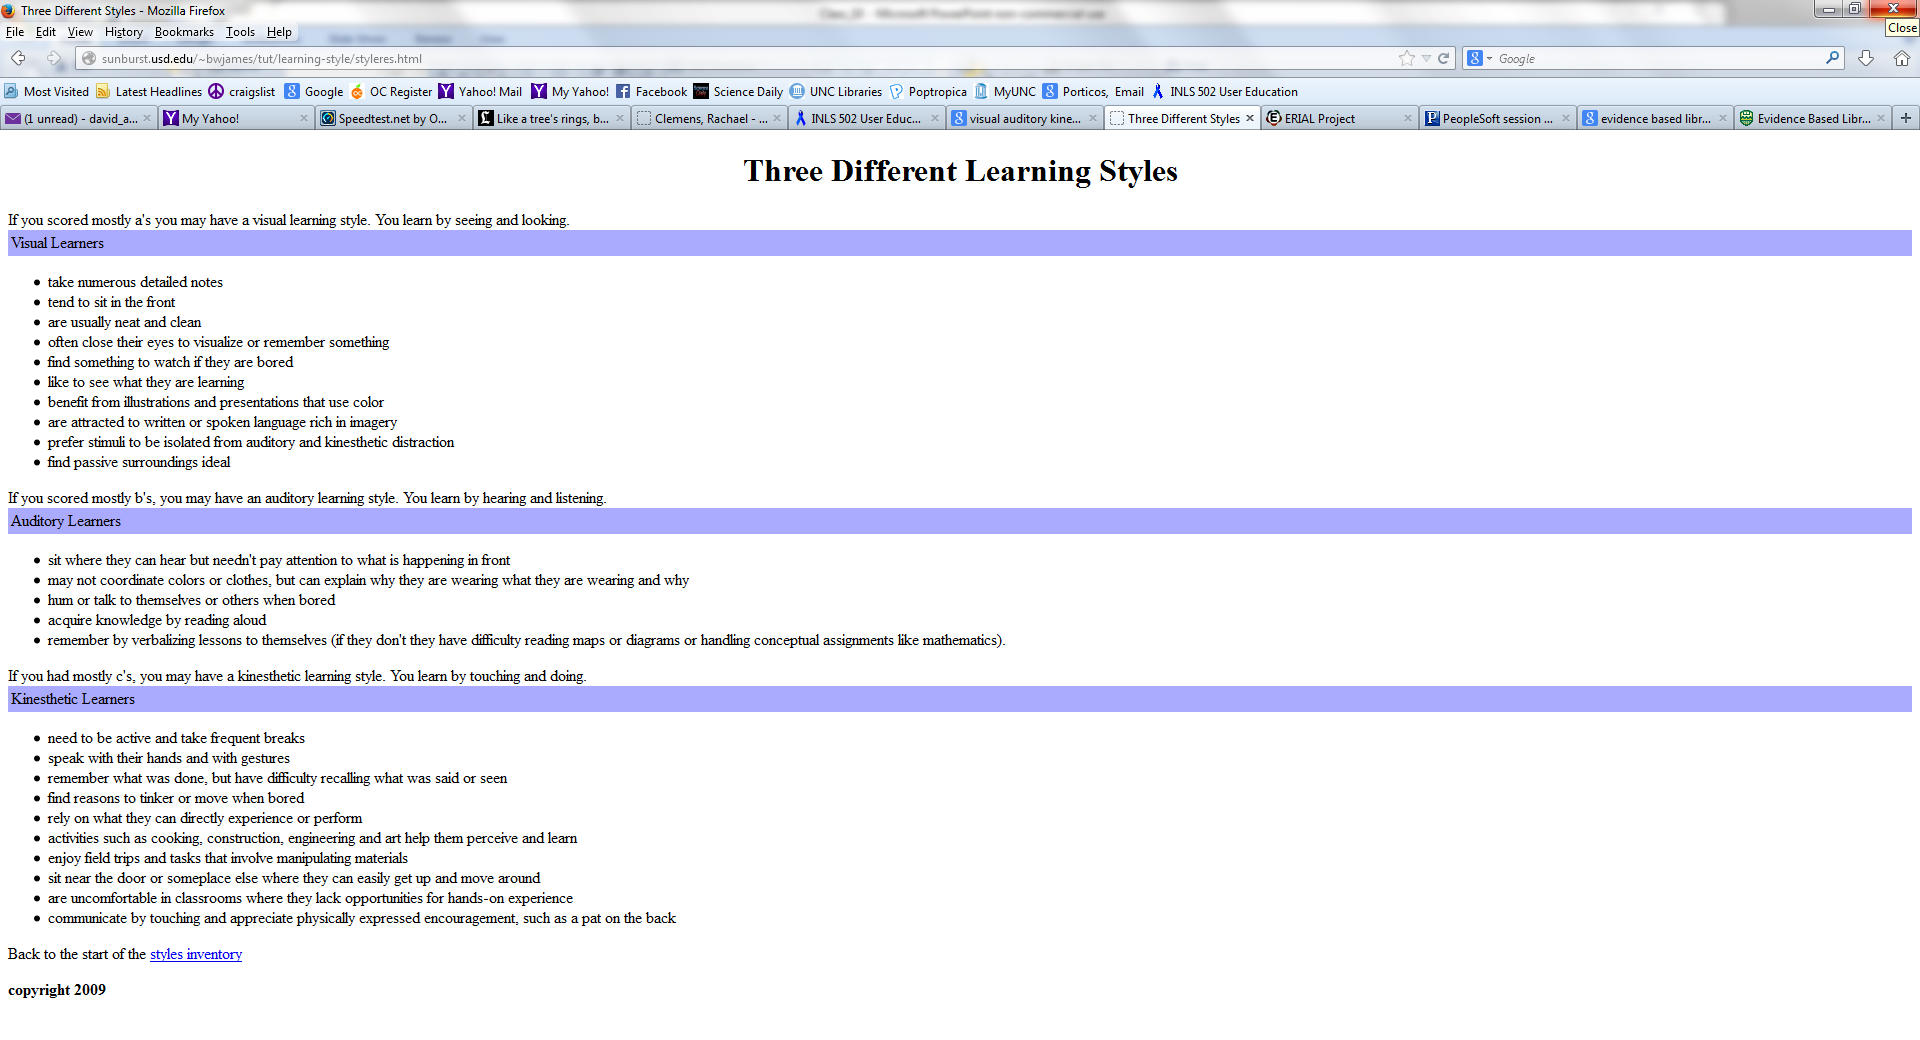 Three Different Styles - Mozilla Firefox
File Edit View History Bookmarks Tools Help
Close
sunburst.usd.edu/~bwjames/tut/learning-style/styleres.html
Google
Most Visited Latest Headlines craigslist Google OC Register Yahoo! Mail My Yahoo! Facebook Science Daily UNC Libraries Poptropica MyUNC Porticos, Email INLS 502 User Education
(1 unread) - david_a... My Yahoo! Speedtest.net by O... Like a tree's rings, b... Clemens, Rachael - ... INLS 502 User Educ... visual auditory kine... Three Different Styles ERIAL Project PeopleSoft session ... evidence based libr... Evidence Based Libr...
Three Different Learning Styles
If you scored mostly a's you may have a visual learning style. You learn by seeing and looking.
Visual Learners
• take numerous detailed notes
• tend to sit in the front
• are usually neat and clean
• often close their eyes to visualize or remember something
• find something to watch if they are bored
• like to see what they are learning
• benefit from illustrations and presentations that use color
• are attracted to written or spoken language rich in imagery
• prefer stimuli to be isolated from auditory and kinesthetic distraction
• find passive surroundings ideal
If you scored mostly b's, you may have an auditory learning style. You learn by hearing and listening.
Auditory Learners
• sit where they can hear but needn't pay attention to what is happening in front
• may not coordinate colors or clothes, but can explain why they are wearing what they are wearing and why
• hum or talk to themselves or others when bored
• acquire knowledge by reading aloud
• remember by verbalizing lessons to themselves (if they don't they have difficulty reading maps or diagrams or handling conceptual assignments like mathematics).
If you had mostly c's, you may have a kinesthetic learning style. You learn by touching and doing.
Kinesthetic Learners
• need to be active and take frequent breaks
• speak with their hands and with gestures
• remember what was done, but have difficulty recalling what was said or seen
• find reasons to tinker or move when bored
• rely on what they can directly experience or perform
• activities such as cooking, construction, engineering and art help them perceive and learn
• enjoy field trips and tasks that involve manipulating materials
• sit near the door or someplace else where they can easily get up and move around
• are uncomfortable in classrooms where they lack opportunities for hands-on experience
• communicate by touching and appreciate physically expressed encouragement, such as a pat on the back
Back to the start of the styles inventory
copyright 2009